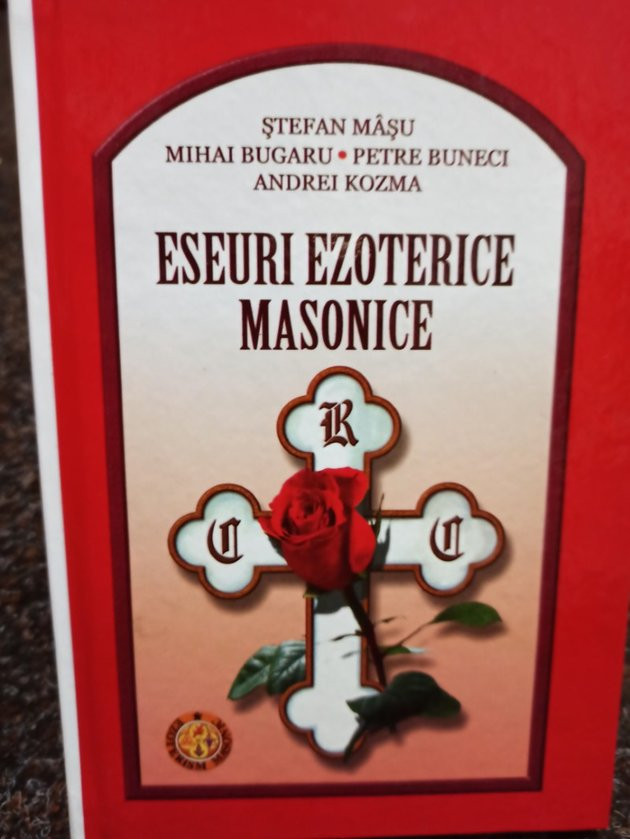 ŞTEFAN MÂŞU
MIHAI BUGARU • PETRE BUNECI
ANDREI KOZMA
ESEURI EZOTERICE
MASONICE
R
C C